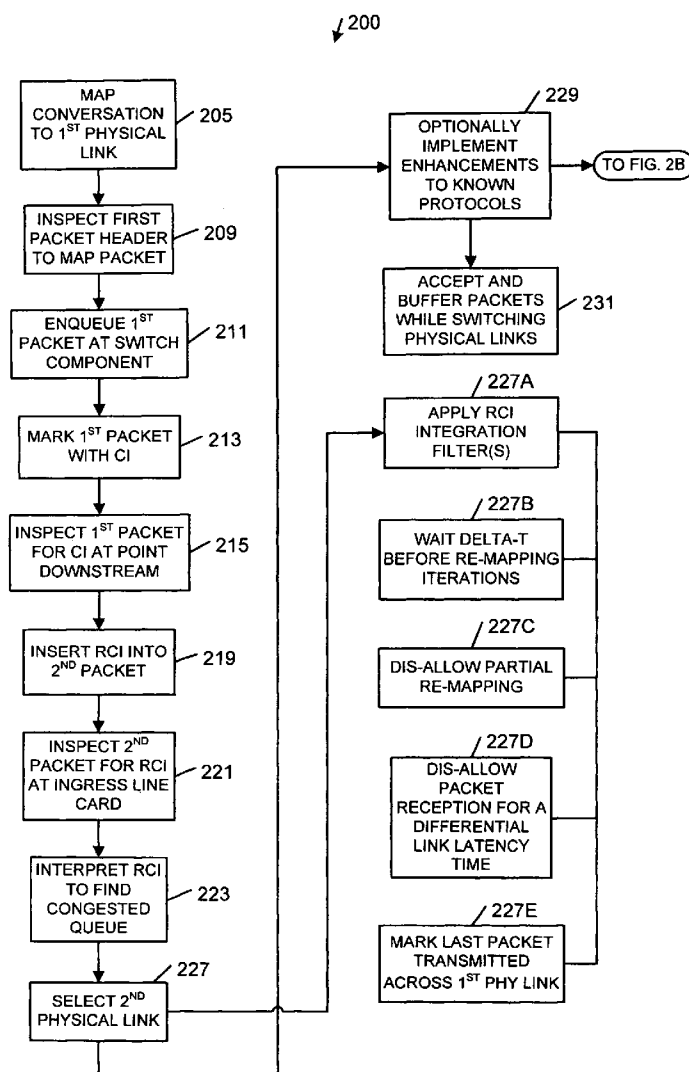 200
MAP
CONVERSATION
TO 1ST PHYSICAL
LINK
205
INSPECT FIRST
PACKET HEADER
TO MAP PACKET
209
ENQUEUE 1ST
PACKET AT SWITCH
COMPONENT
211
MARK 1ST PACKET
WITH CI
213
INSPECT 1ST PACKET
FOR CI AT POINT
DOWNSTREAM
215
INSERT RCI INTO 2ND
PACKET
219
INSPECT 2ND
PACKET FOR RCI
AT INGRESS LINE
CARD
221
INTERPRET RCI
TO FIND
CONGESTED
QUEUE
223
SELECT 2ND
PHYSICAL LINK
227
229
OPTIONALLY
IMPLEMENT
ENHANCEMENTS
TO KNOWN
PROTOCOLS
TO FIG. 2B
ACCEPT AND
BUFFER PACKETS
WHILE SWITCHING
PHYSICAL LINKS
231
227A
APPLY RCI
INTEGRATION
FILTER(S)
227B
WAIT DELTA-T
BEFORE RE-MAPPING
ITERATIONS
227C
DIS-ALLOW PARTIAL
RE-MAPPING
227D
DIS-ALLOW
PACKET
RECEPTION FOR A
DIFFERENTIAL
LINK LATENCY
TIME
227E
MARK LAST PACKET
TRANSMITTED
ACROSS 1ST PHY LINK